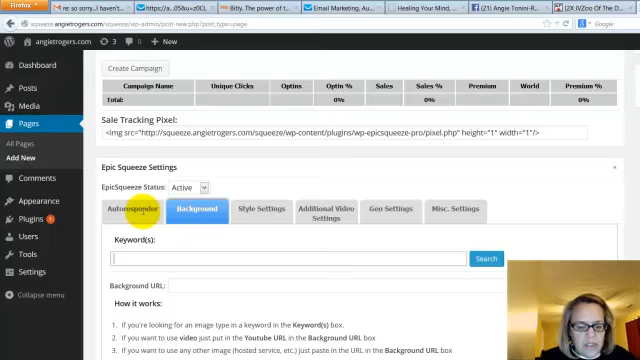 Firefox
re: so sorry...I haven't...
https://a...05&u=z0CL
Bitly. The power of t...
Email Marketing, Au...
Healing Your Mind, ...
Angie Tonini-R...
(2X) JVZoo Of The D...
squeeze.angietrogers.com/wp-admin/post-new.php?post_type=page
angietrogers.com
3
0
New
Dashboard
Posts
Media
Pages
All Pages
Add New
Comments
Appearance
Plugins 1
Users
Tools
Settings
Collapse menu
Create Campaign
Campaign Name Unique Clicks Optins Optin % Sales Sales % Premium World Premium
Total: 0% 0%
Sale Tracking Pixel:
<img src="http://squeeze.angietrogers.com/squeeze/wp-content/plugins/wp-epicsqueeze-pro/pixel.php" height="1" width="1"/>
Epic Squeeze Settings
EpicSqueeze Status: Active
Autoresponder Background Style Settings Additional Video Settings Geo Settings Misc. Settings
Keyword(s):
Search
Background URL:
How it works:
1. If you're looking for an image type in a keyword in the Keyword(s) box.
2. If you want to use video just put in the Youtube URL in the Background URL box
3. If you want to use any other image (hosted service, etc.) just paste in the URL in the Background URL box